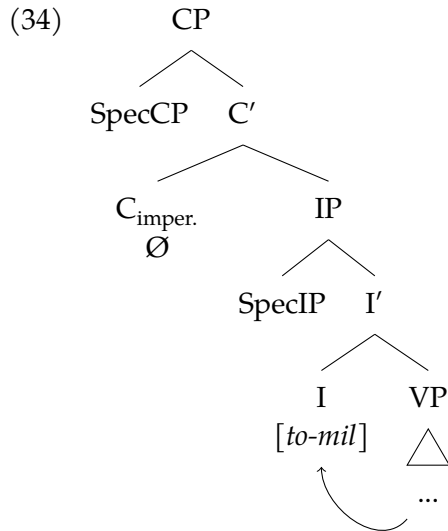 (34) CP
SpecCP C′
C_imper. IP
Ø
SpecIP I′
I VP
[to-mil]
...